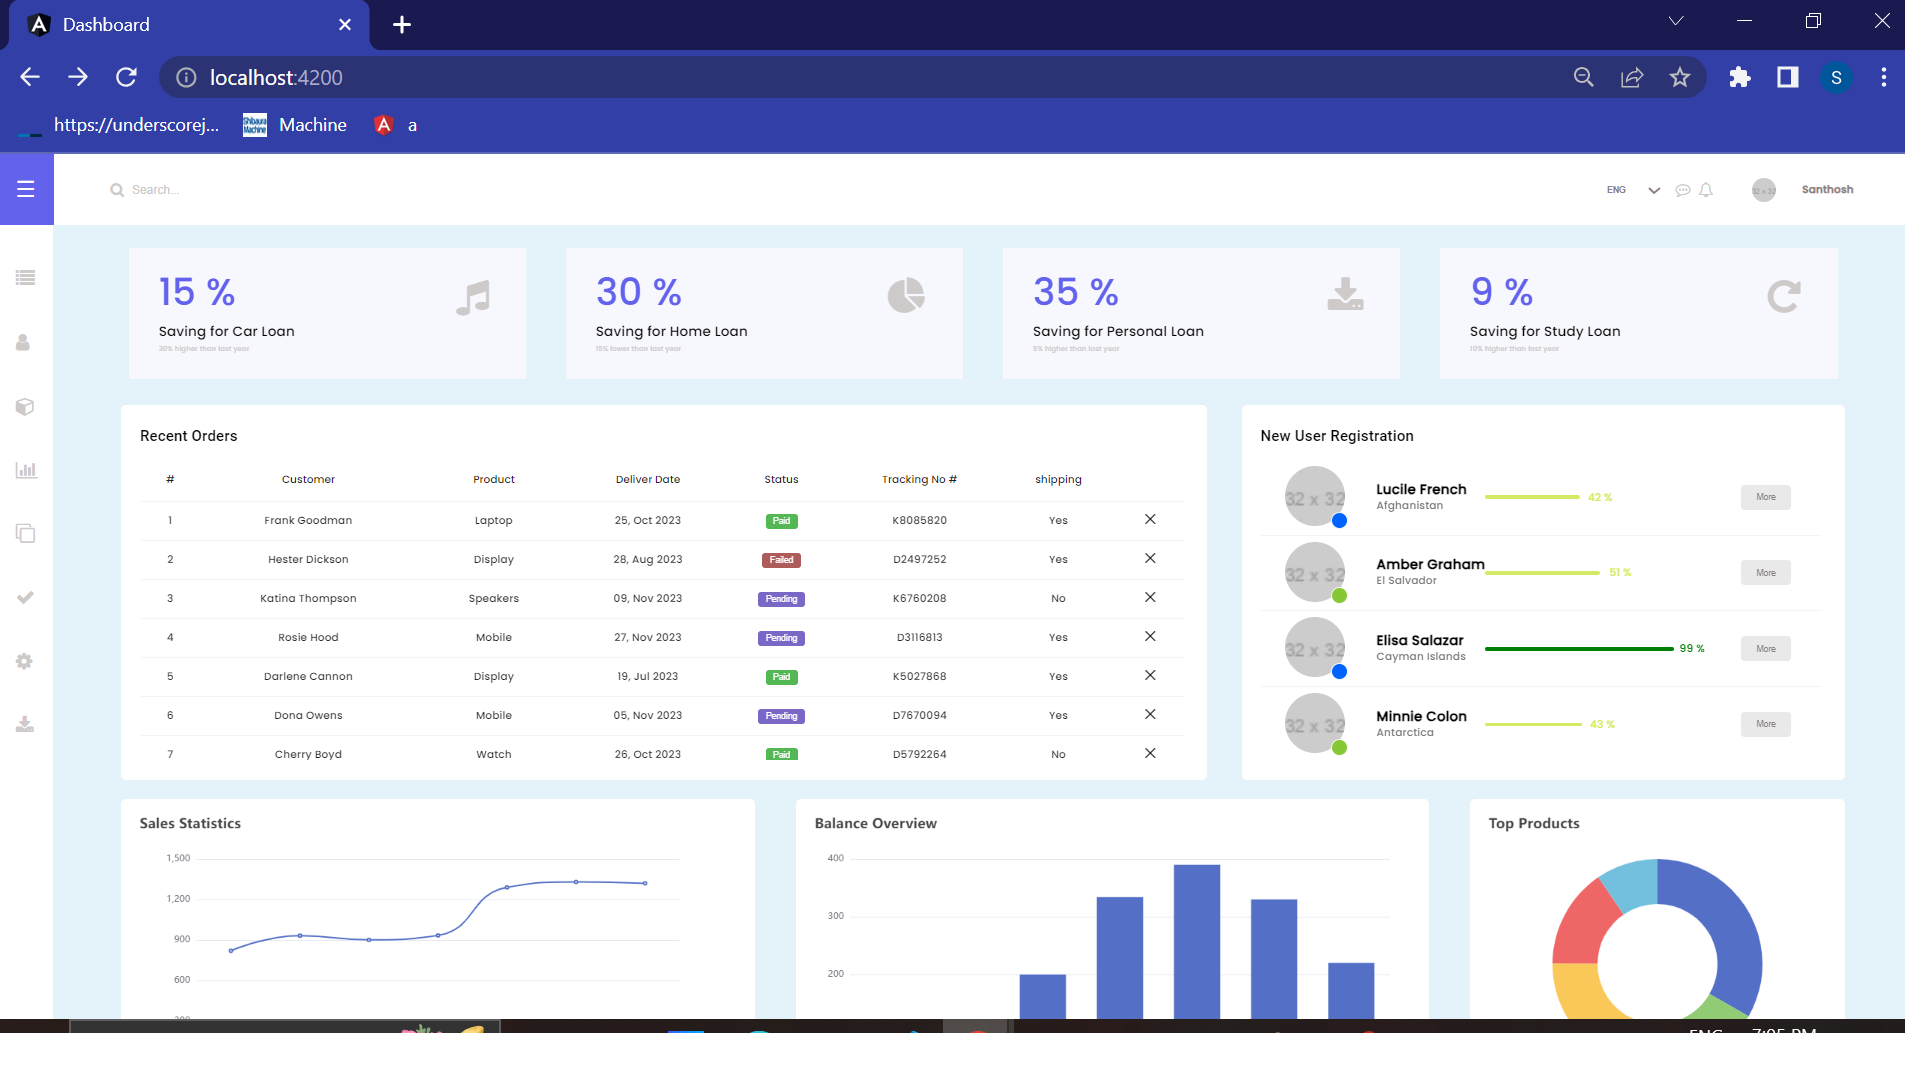 Dashboard
localhost:4200
https://underscorej... Machine a
Search... ENG Santhosh
15 % 30 % 35 % 9 %
Saving for Car Loan Saving for Home Loan Saving for Personal Loan Saving for Study Loan
30% higher than last year 15% lower than last year 5% higher than last year 10% higher than last year
Recent Orders
# Customer Product Deliver Date Status Tracking No # shipping
1 Frank Goodman Laptop 25, Oct 2023 Paid K8085820 Yes
2 Hester Dickson Display 28, Aug 2023 Failed D2497252 Yes
3 Katina Thompson Speakers 09, Nov 2023 Pending K6760208 No
4 Rosie Hood Mobile 27, Nov 2023 Pending D3116813 Yes
5 Darlene Cannon Display 19, Jul 2023 Paid K5027868 Yes
6 Dona Owens Mobile 05, Nov 2023 Pending D7670094 Yes
7 Cherry Boyd Watch 26, Oct 2023 Paid D5792264 No
New User Registration
32 x 32 Lucile French 42 % More
Afghanistan
32 x 32 Amber Graham 51 % More
El Salvador
32 x 32 Elisa Salazar 99 % More
Cayman Islands
32 x 32 Minnie Colon 43 % More
Antarctica
Sales Statistics
1,500
1,200
900
600
Balance Overview
400
300
200
Top Products